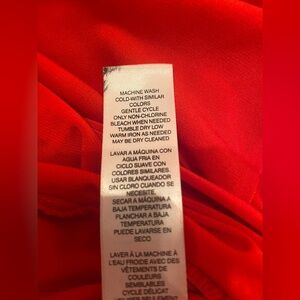 MACHINE WASH
COLD-WITH SIMILAR
COLORS
GENTLE CYCLE
ONLY NON-CHLORINE
BLEACH WHEN NEEDED
TUMBLE DRY LOW
WARM IRON AS NEEDED
MAY BE DRY CLEANED
LAVAR A MÁQUINA CON
AGUA FRIA EN
CICLO SUAVE CON
COLORES SIMILARES.
USAR BLANQUEADOR
SIN CLORO CUANDO SE
NECESITE.
SECAR A MÁQUINA A
BAJA TEMPERATURA
PLANCHAR A BAJA
TEMPERATURA
PUEDE LAVARSE EN
SECO
LAVER À LA MACHINE À
L'EAU FROIDE AVEC DES
VÊTEMENTS DE
COULEURS
SEMBLABLES
CYCLE DÉLICAT